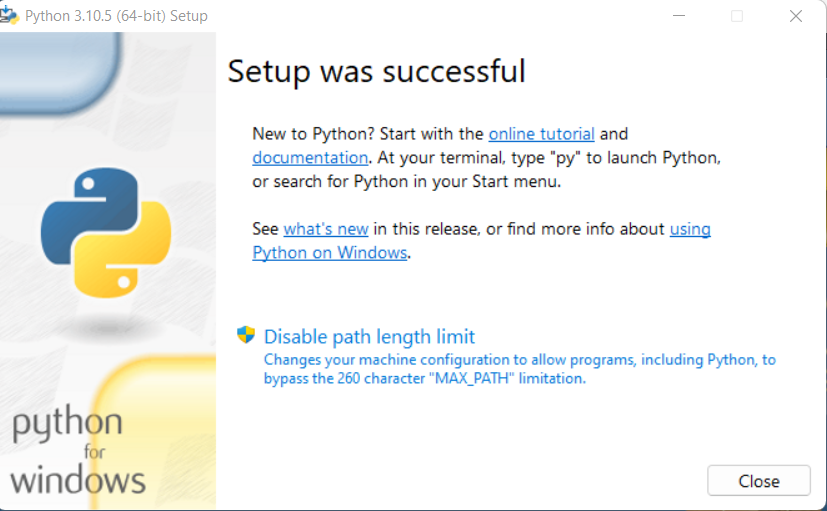 Python 3.10.5 (64-bit) Setup
Setup was successful
New to Python? Start with the online tutorial and
documentation. At your terminal, type "py" to launch Python,
or search for Python in your Start menu.
See what's new in this release, or find more info about using
Python on Windows.
Disable path length limit
Changes your machine configuration to allow programs, including Python, to
bypass the 260 character "MAX_PATH" limitation.
python
for
windows
Close